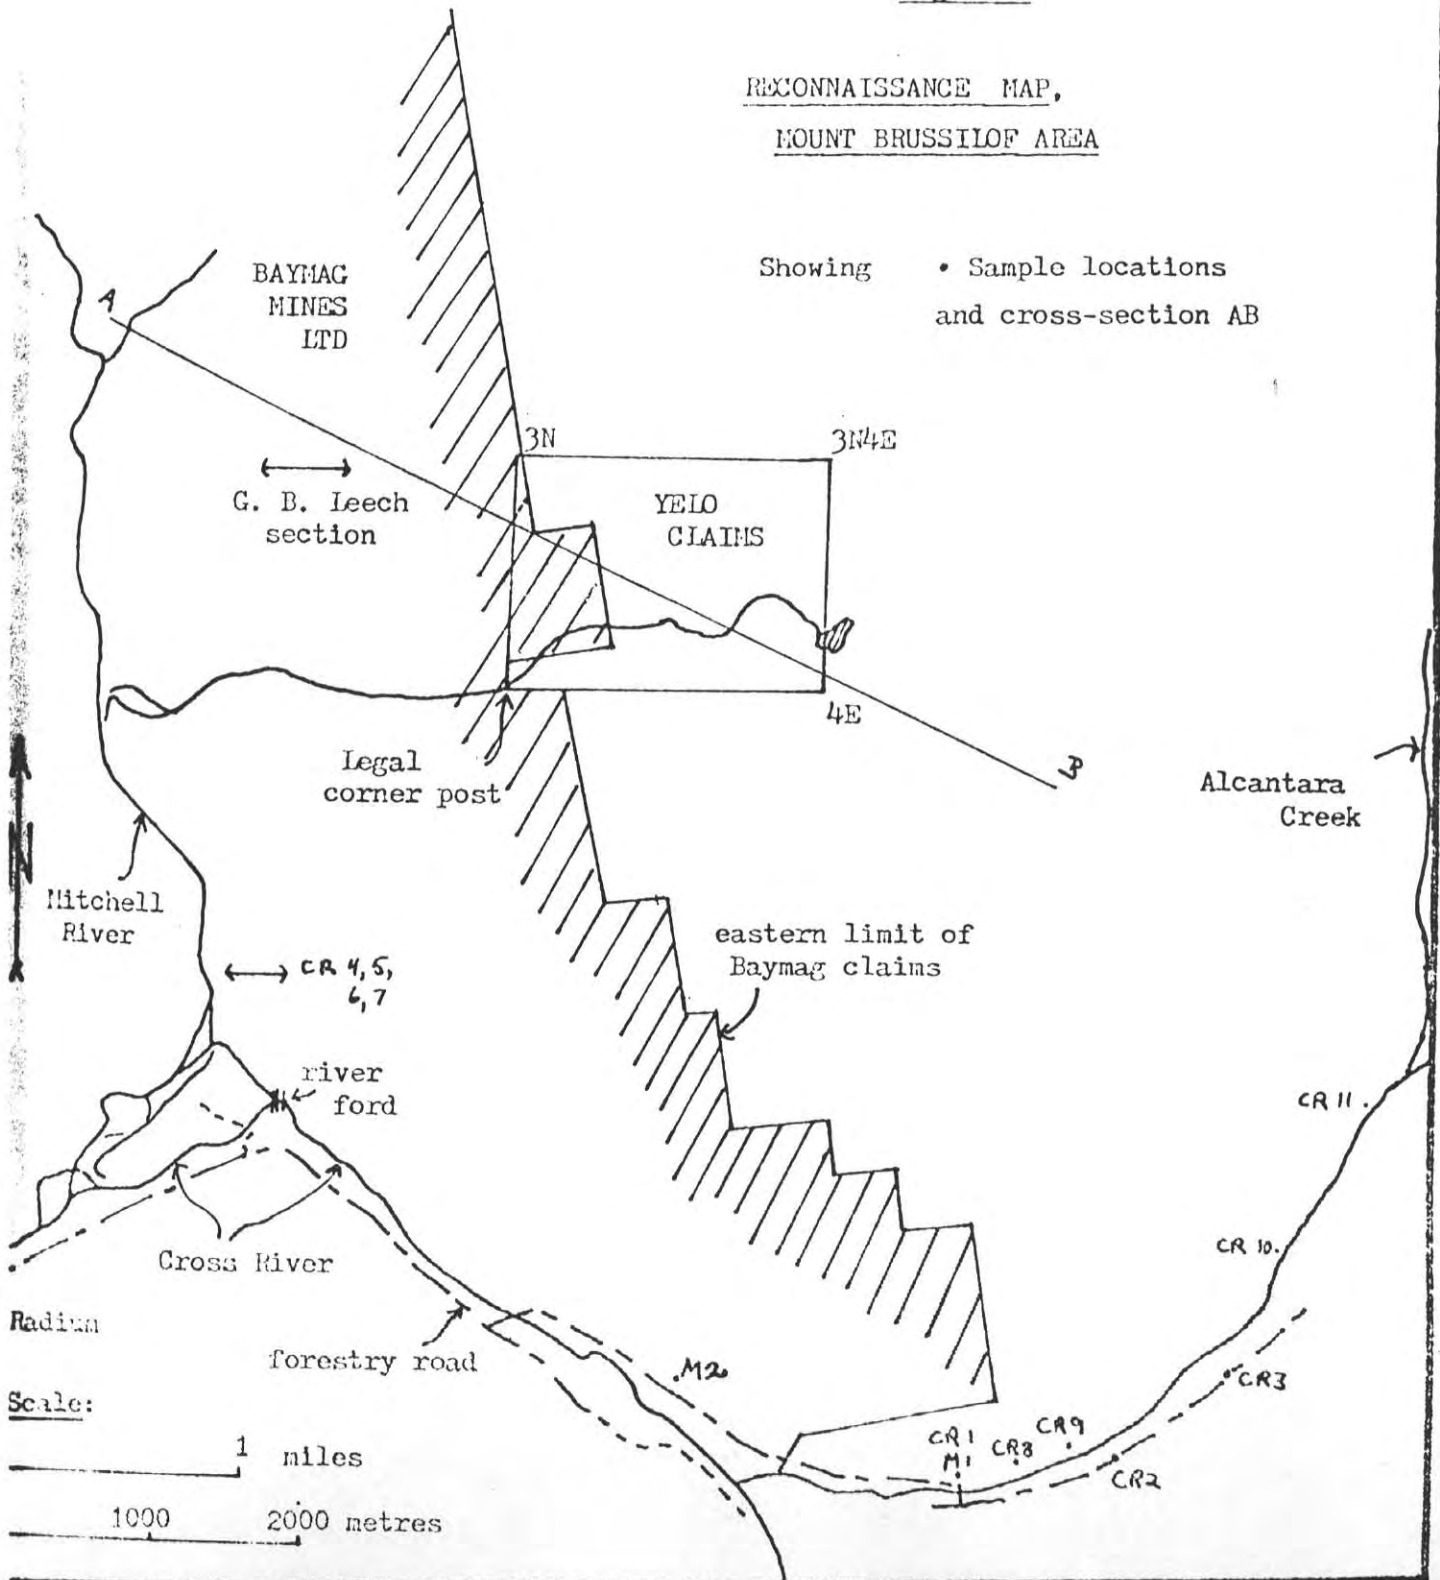 RECONNAISSANCE MAP,
MOUNT BRUSSILOF AREA
Showing • Sample locations
and cross-section AB
A
BAYMAG
MINES
LTD
3N
3N4E
G. B. Leech
section
YELO
CLAIMS
4E
B
Legal
corner post
Alcantara
Creek
N
Mitchell
River
eastern limit of
Baymag claims
CR 4,5,
6,7
river
ford
CR 11.
CR 10.
Cross River
Radium
forestry road
.M2
CR3
Scale:
CR1
M1
CR8
CR9
CR2
1 miles
1000 2000 metres